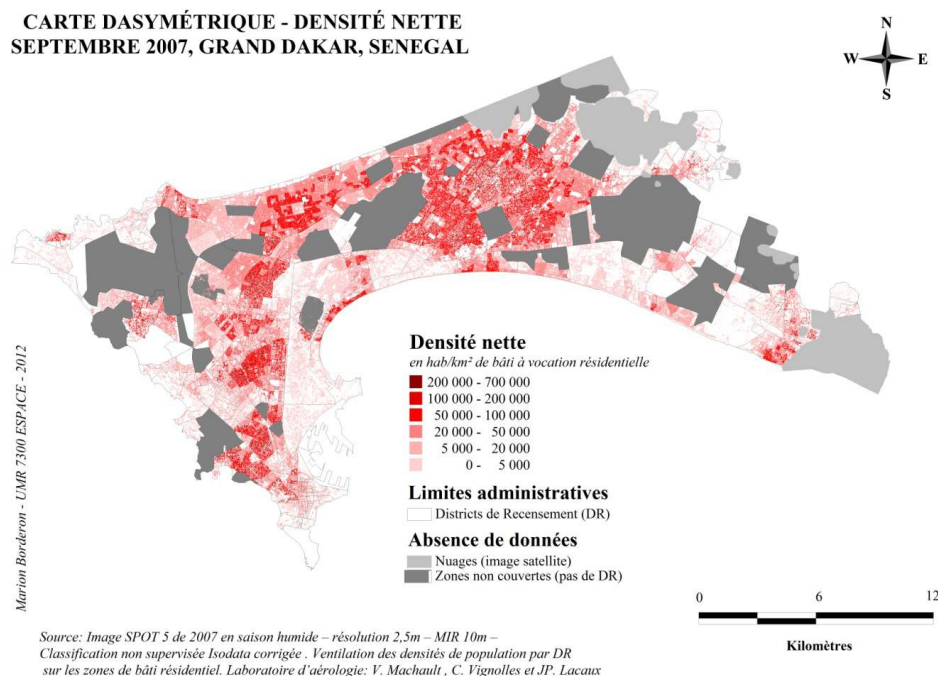 CARTE DASYMÉTRIQUE - DENSITÉ NETTE
SEPTEMBRE 2007, GRAND DAKAR, SENEGAL
N
W E
S
Densité nette
en hab/km² de bâti à vocation résidentielle
200 000 - 700 000
100 000 - 200 000
50 000 - 100 000
20 000 - 50 000
5 000 - 20 000
0 - 5 000
Limites administratives
Districts de Recensement (DR)
Absence de données
Nuages (image satellite)
Zones non couvertes (pas de DR)
0 6 12
Kilomètres
Marion Borderon - UMR 7300 ESPACE - 2012
Source: Image SPOT 5 de 2007 en saison humide – résolution 2,5m – MIR 10m –
Classification non supervisée Isodata corrigée . Ventilation des densités de population par DR
sur les zones de bâti résidentiel. Laboratoire d'aérologie: V. Machault , C. Vignolles et JP. Lacaux